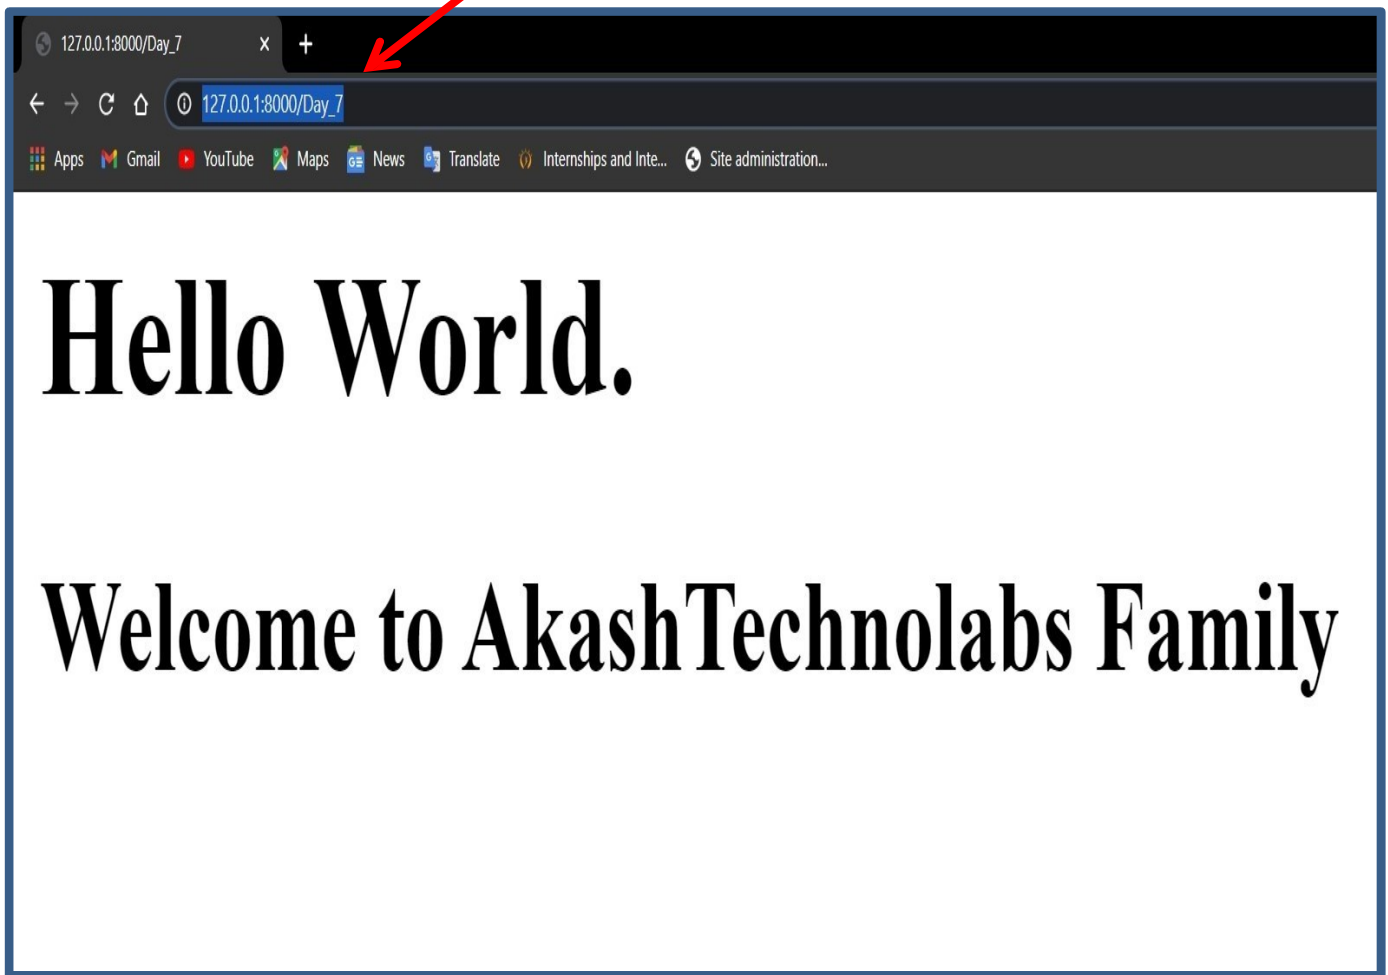 127.0.0.1:8000/Day_7
127.0.0.1:8000/Day_7
Apps Gmail YouTube Maps News Translate Internships and Inte... Site administration...
Hello World.
Welcome to AkashTechnolabs Family